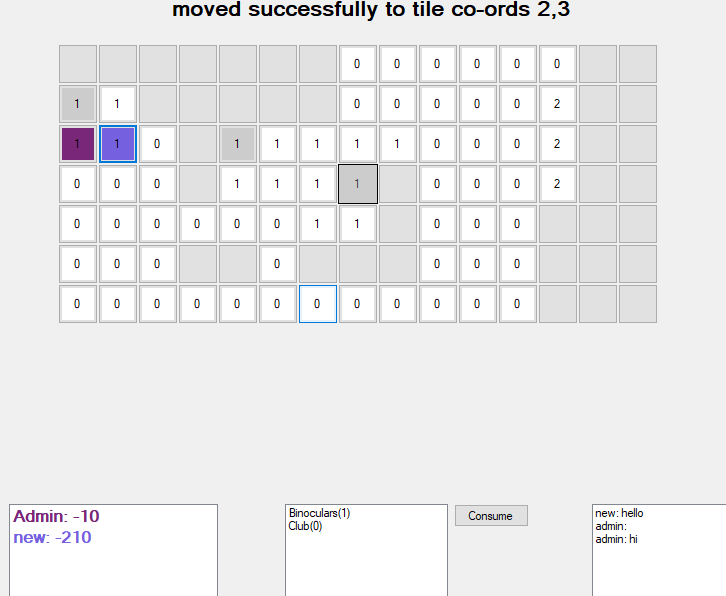 moved successfully to tile co-ords 2,3
0 0 0 0 0 0
1 1 0 0 0 0 0 2
1 1 0 1 1 1 1 1 0 0 0 2
0 0 0 1 1 1 1 0 0 0 2
0 0 0 0 0 0 1 1 0 0 0
0 0 0 0 0 0 0
0 0 0 0 0 0 0 0 0 0 0 0
Admin: -10
new: -210
Binoculars(1)
Club(0)
Consume
new: hello
admin:
admin: hi